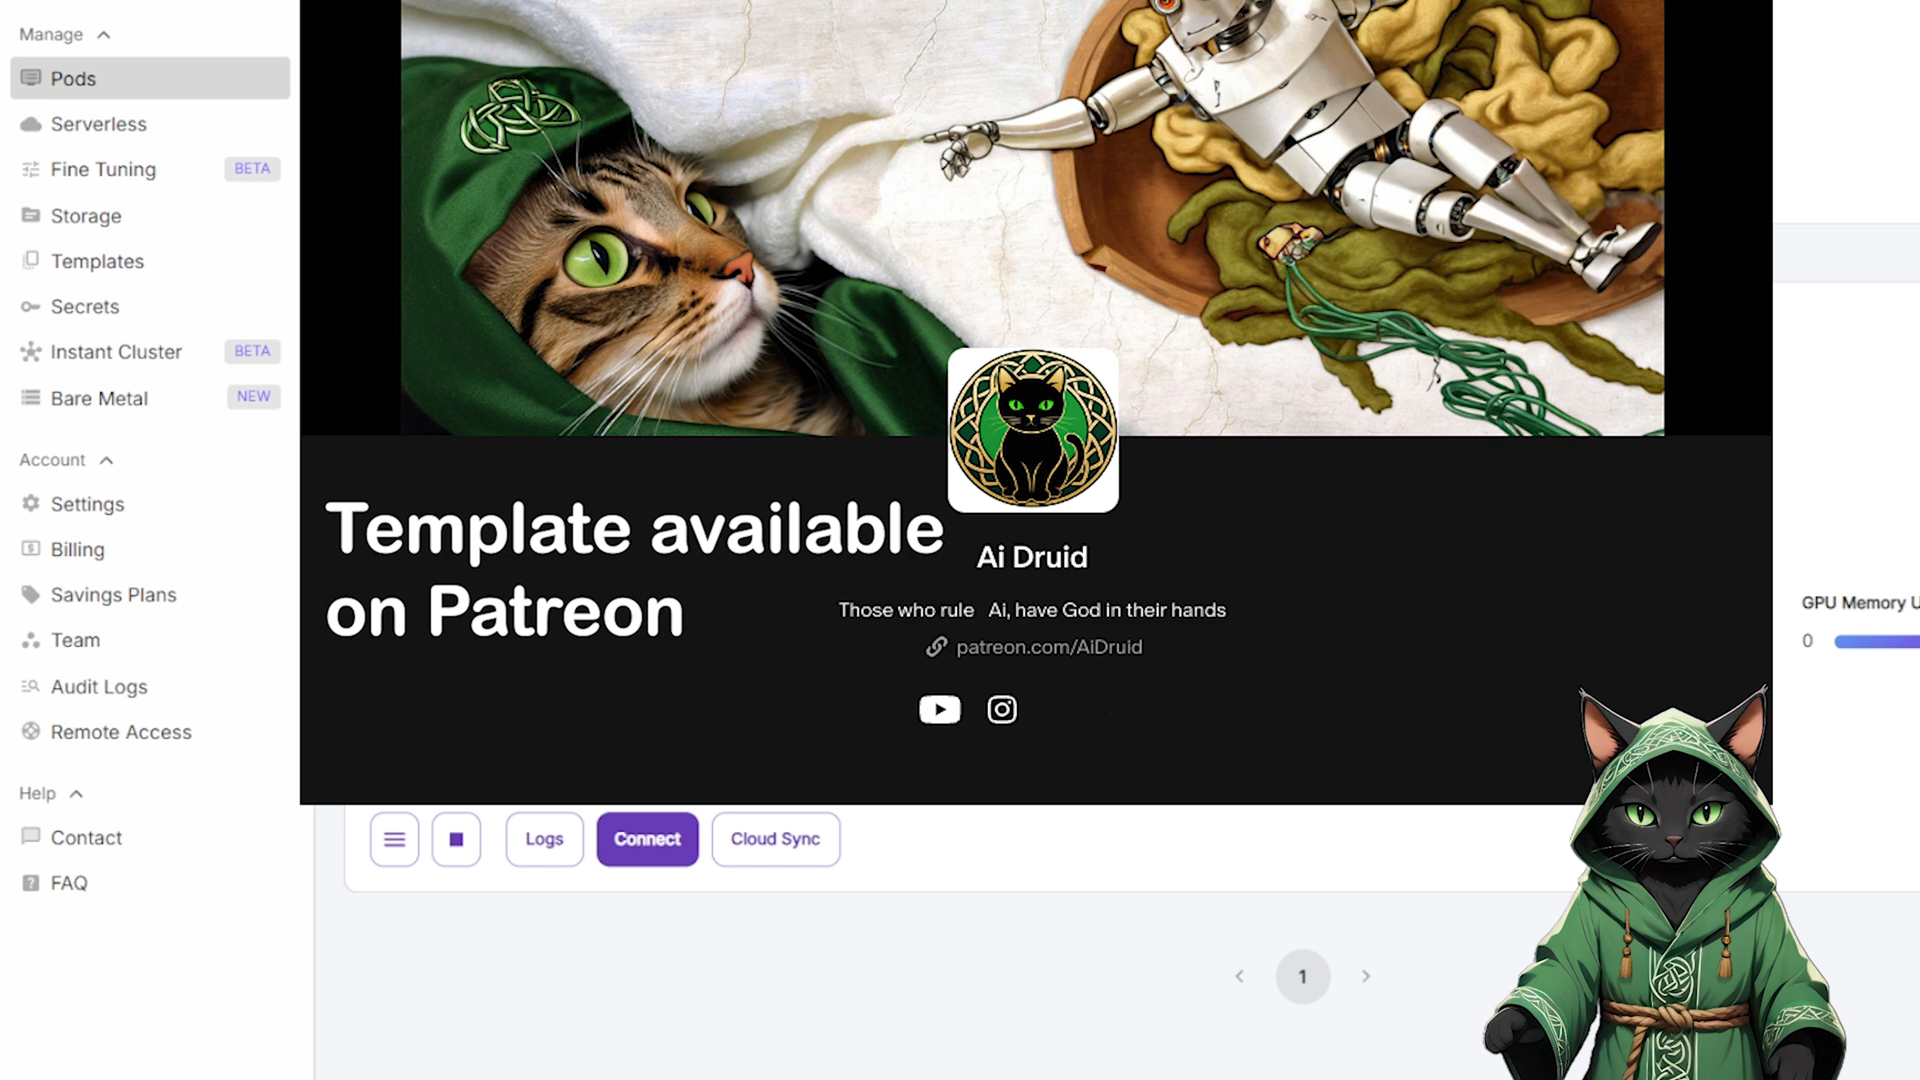 Manage
Pods
Serverless
Fine Tuning BETA
Storage
Templates
Secrets
Instant Cluster BETA
Bare Metal NEW
Account
Settings
Billing
Savings Plans
Team
Audit Logs
Remote Access
Help
Contact
FAQ
Template available
on Patreon
Ai Druid
Those who rule Ai, have God in their hands
patreon.com/AiDruid
GPU Memory U
0
Logs
Connect
Cloud Sync
1